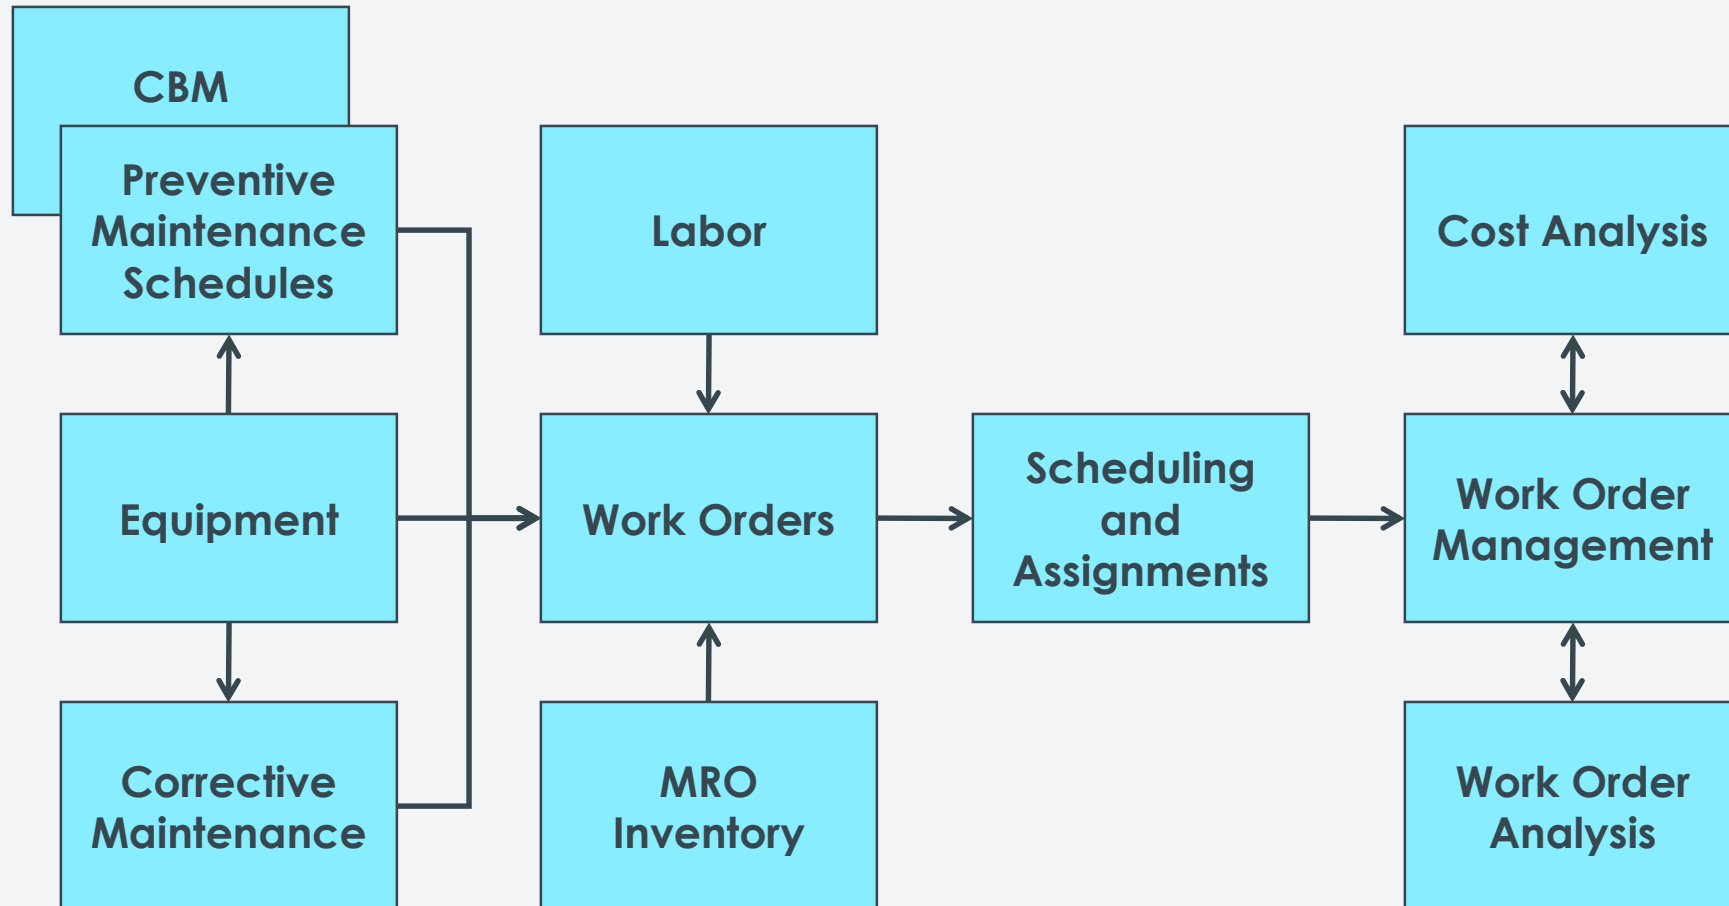 CBM
Preventive
Maintenance
Schedules
Labor
Cost Analysis
Equipment
Work Orders
Scheduling
and
Assignments
Work Order
Management
Corrective
Maintenance
MRO
Inventory
Work Order
Analysis